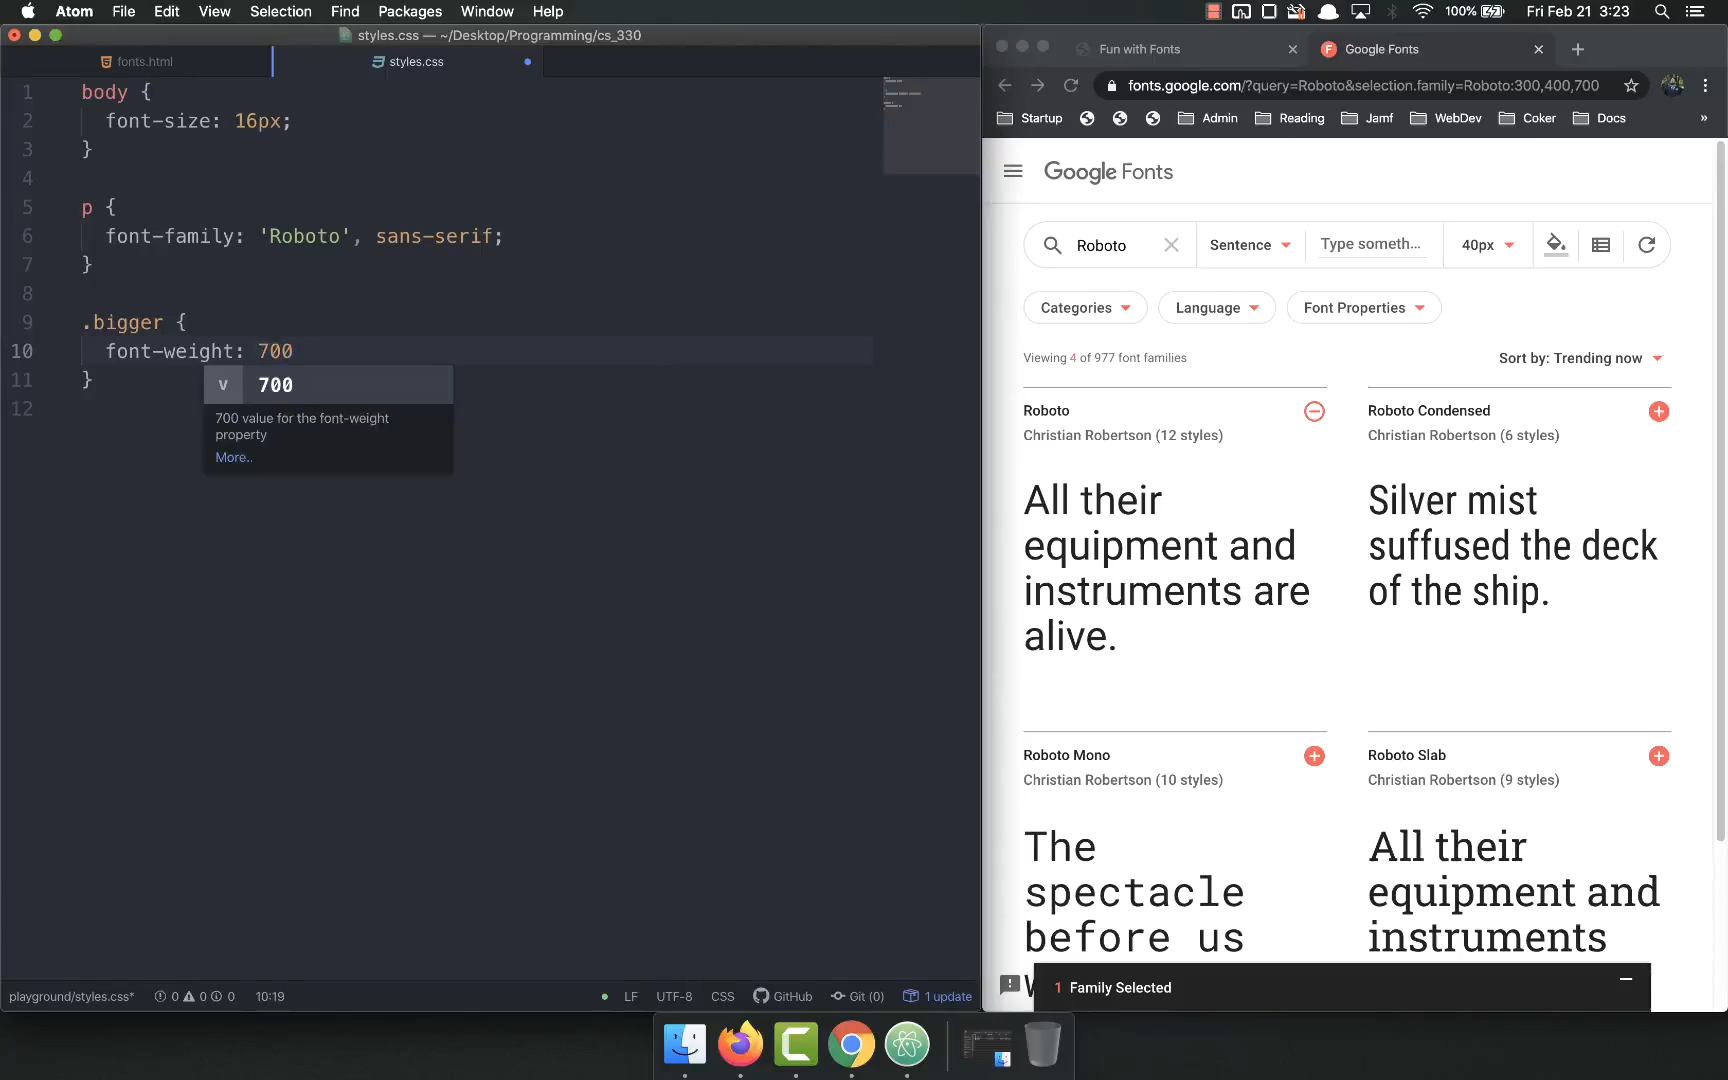 Atom File Edit View Selection Find Packages Window Help
100% Fri Feb 21 3:23
styles.css — ~/Desktop/Programming/cs_330
fonts.html
styles.css
1 body {
2 font-size: 16px;
3 }
4
5 p {
6 font-family: 'Roboto', sans-serif;
7 }
8
9 .bigger {
10 font-weight: 700
11 }
12
v 700
700 value for the font-weight
property
More..
playground/styles.css* 0 0 0 10:19
LF UTF-8 CSS GitHub Git (0) 1 update
Fun with Fonts
Google Fonts
fonts.google.com/?query=Roboto&selection.family=Roboto:300,400,700
Startup Admin Reading Jamf WebDev Coker Docs »
Google Fonts
Roboto Sentence Type someth... 40px
Categories Language Font Properties
Viewing 4 of 977 font families
Sort by: Trending now
Roboto
Christian Robertson (12 styles)
All their
equipment and
instruments are
alive.
Roboto Condensed
Christian Robertson (6 styles)
Silver mist
suffused the deck
of the ship.
Roboto Mono
Christian Robertson (10 styles)
The
spectacle
before us
Roboto Slab
Christian Robertson (9 styles)
All their
equipment and
instruments
1 Family Selected